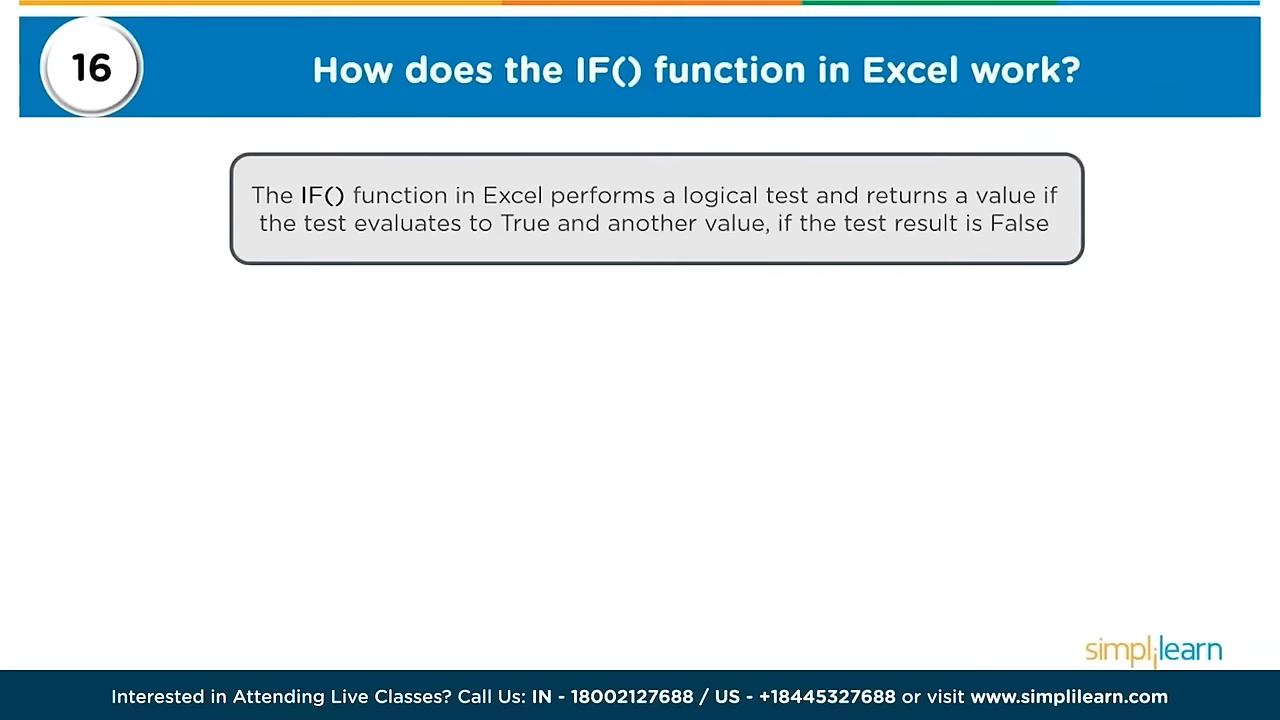 16
How does the IF() function in Excel work?
The IF() function in Excel performs a logical test and returns a value if
the test evaluates to True and another value, if the test result is False
simplilearn
Interested in Attending Live Classes? Call Us: IN - 18002127688 / US - +18445327688 or visit www.simplilearn.com